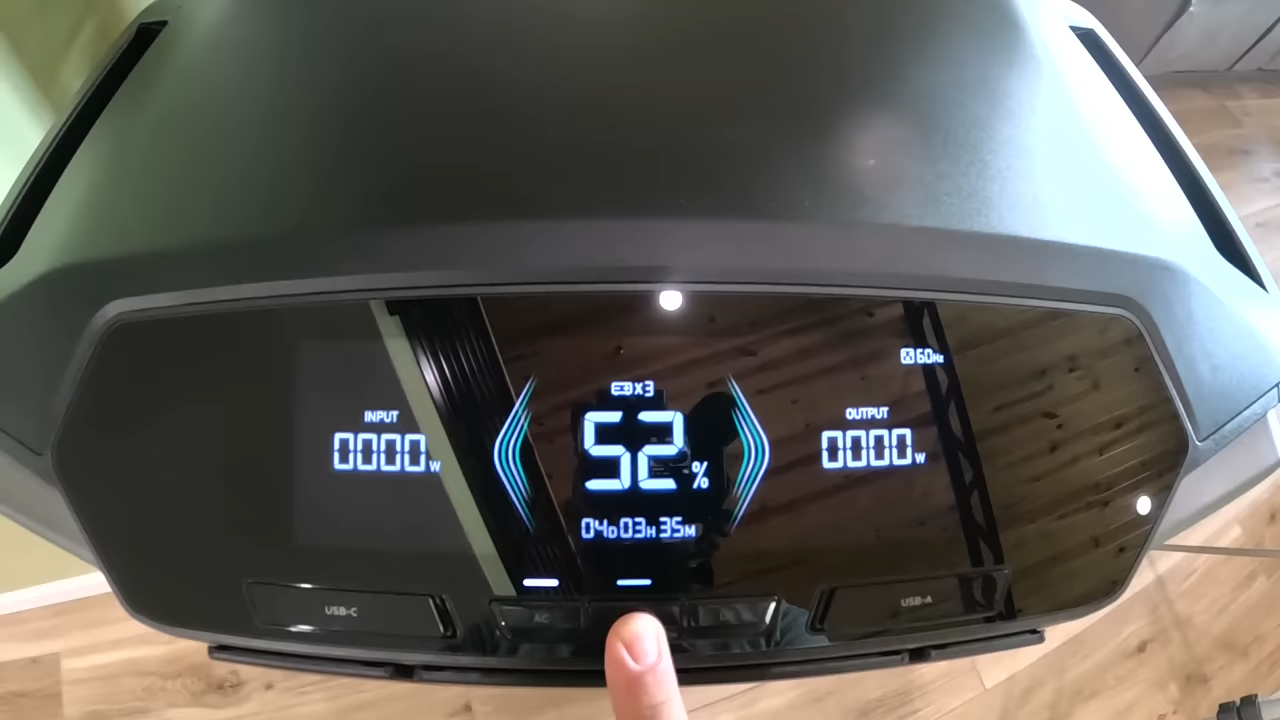 x3
60Hz
INPUT
0000W
52%
OUTPUT
0000W
04D03H35M
USB-C
AC
USB-A